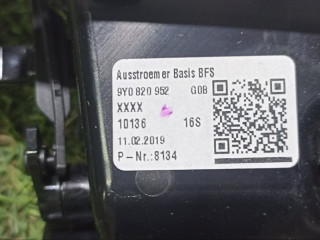 Ausstroemer Basis BFS
9Y0 820 952 G0B
XXXX
10136 16S
11.02.2019
P-Nr.:8134